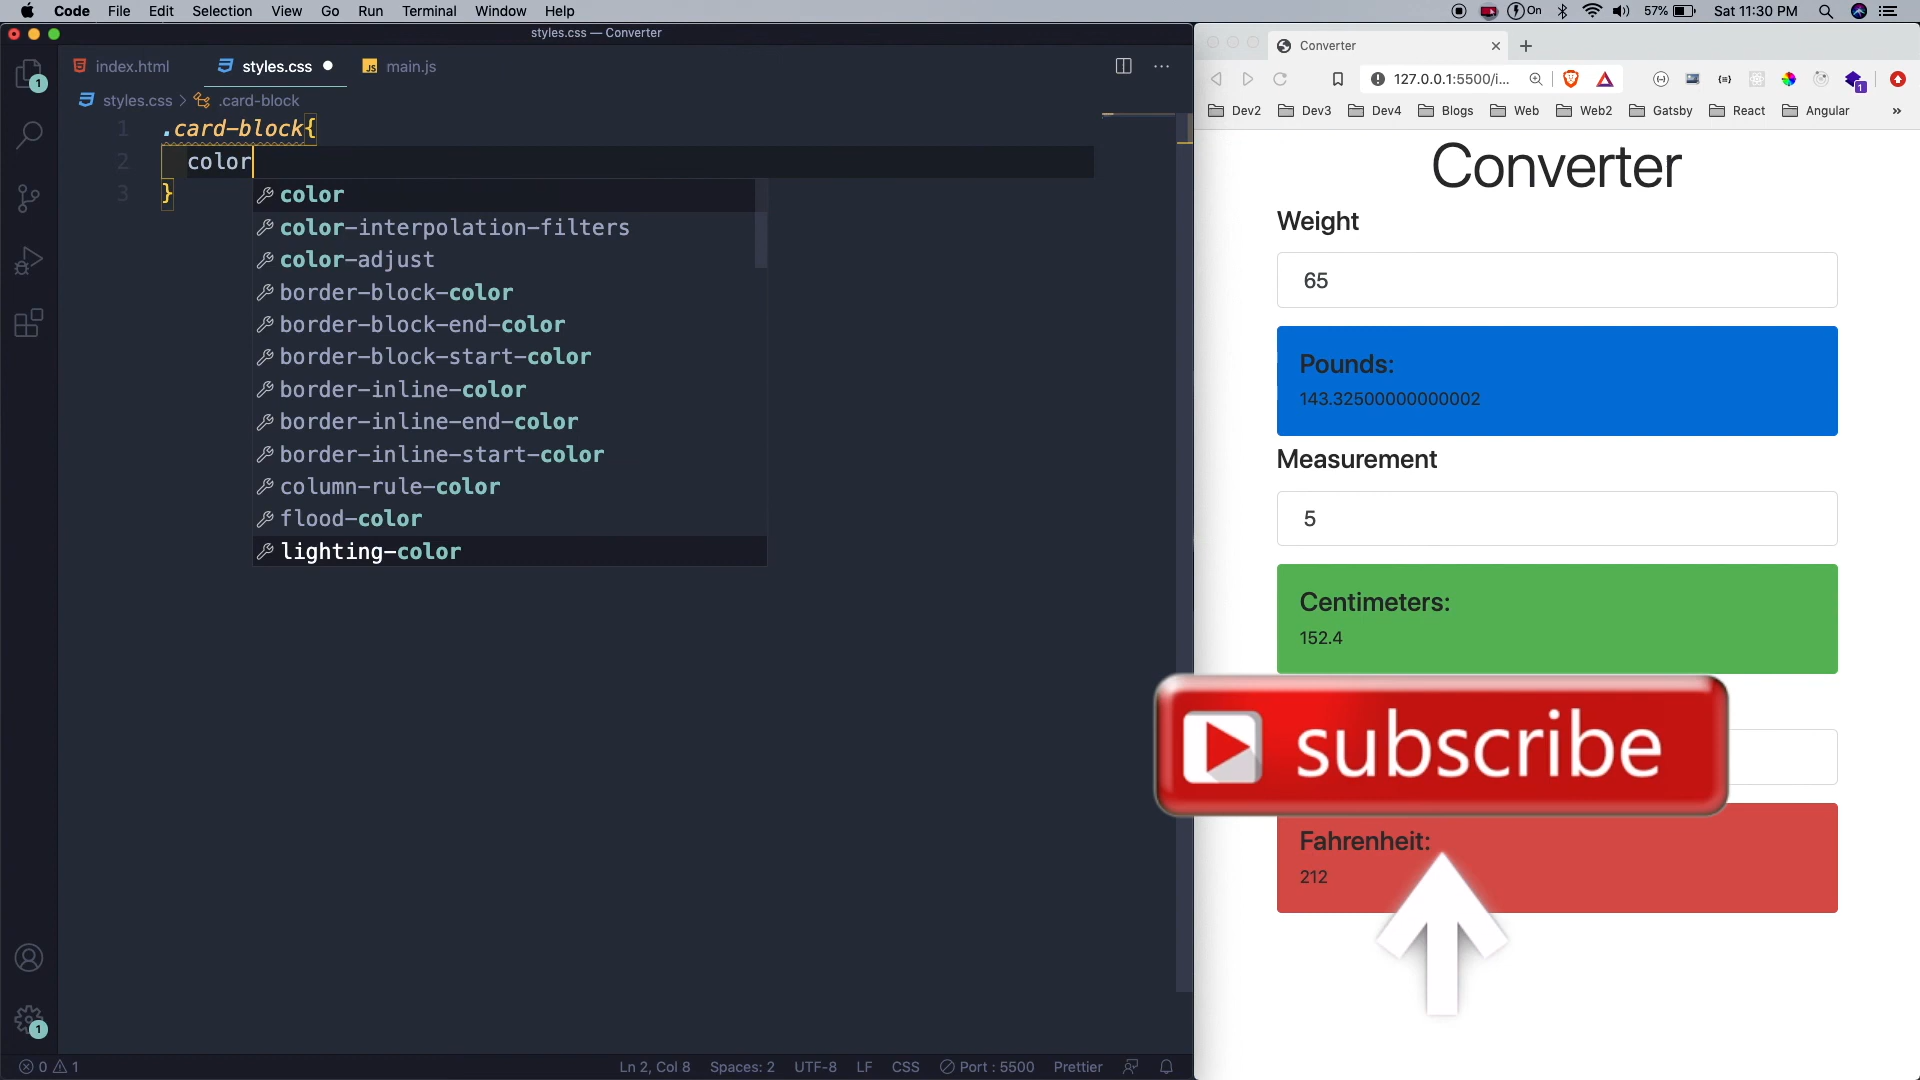 Code File Edit Selection View Go Run Terminal Window Help
On 57% Sat 11:30 PM
styles.css — Converter
index.html styles.css main.js
styles.css > .card-block
1 .card-block{
2 color
3 }
color
color-interpolation-filters
color-adjust
border-block-color
border-block-end-color
border-block-start-color
border-inline-color
border-inline-end-color
border-inline-start-color
column-rule-color
flood-color
lighting-color
1
1
0 1 Ln 2, Col 8 Spaces: 2 UTF-8 LF CSS Port : 5500 Prettier
Converter
127.0.0.1:5500/i... 1
Dev2 Dev3 Dev4 Blogs Web Web2 Gatsby React Angular »
Converter
Weight
65
Pounds:
143.32500000000002
Measurement
5
Centimeters:
152.4
subscribe
Fahrenheit:
212